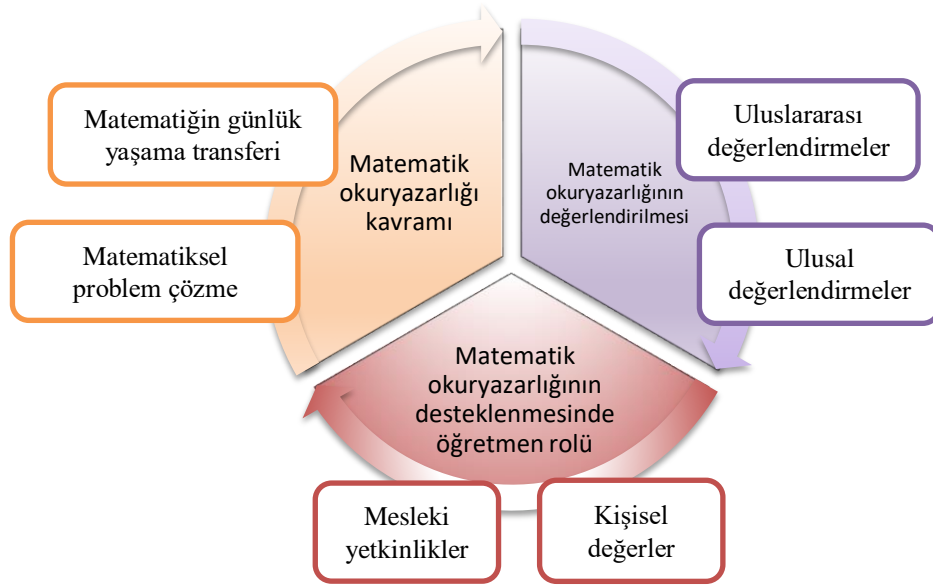 Matematiğin günlük
yaşama transferi
Matematiksel
problem çözme
Matematik
okuryazarlığı
kavramı
Matematik
okuryazarlığının
değerlendirilmesi
Uluslararası
değerlendirmeler
Ulusal
değerlendirmeler
Matematik
okuryazarlığının
desteklenmesinde
öğretmen rolü
Mesleki
yetkinlikler
Kişisel
değerler